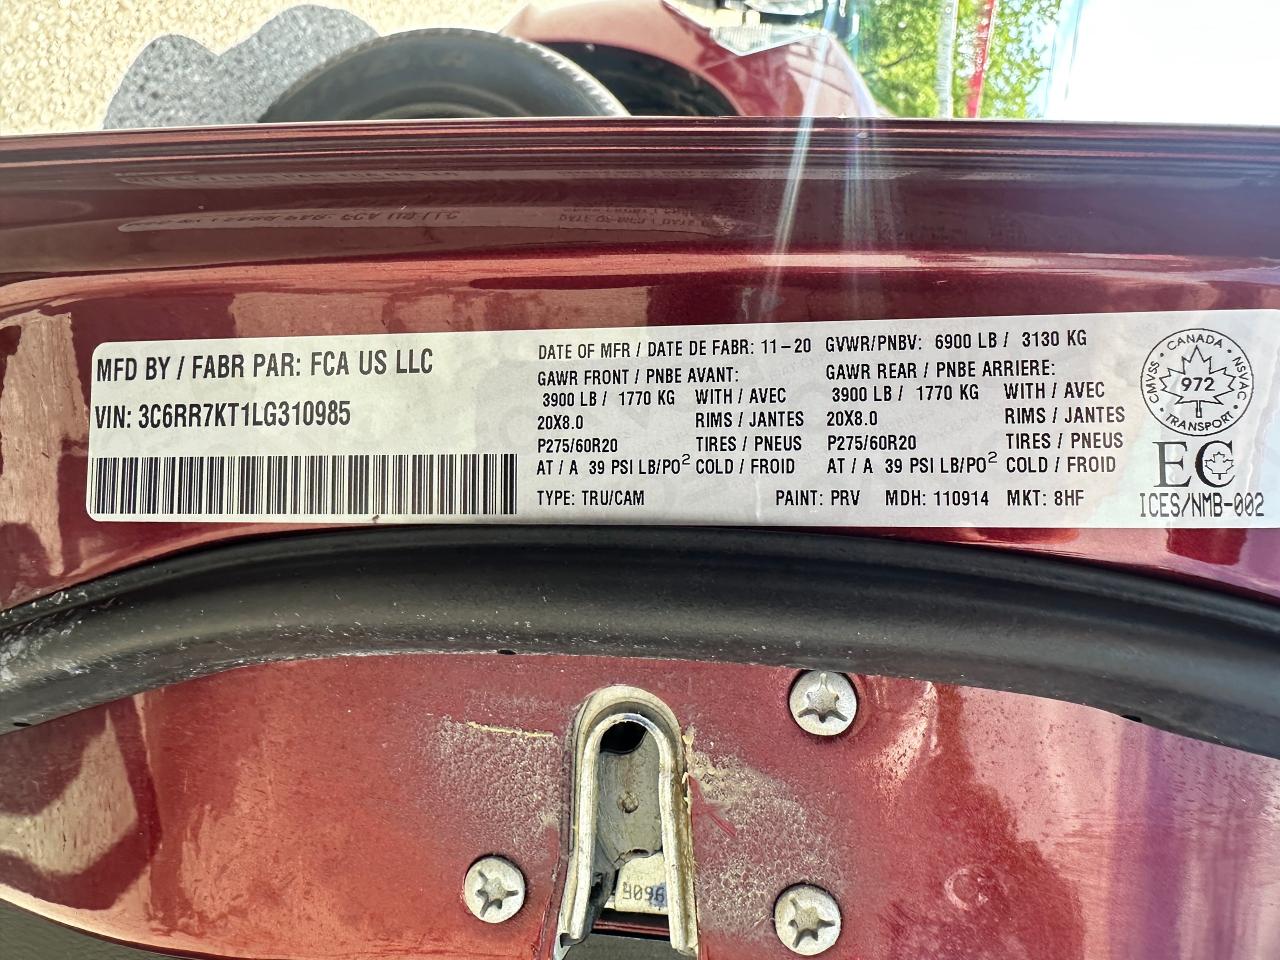 MFD BY / FABR PAR: FCA US LLC
VIN: 3C6RR7KT1LG310985
DATE OF MFR / DATE DE FABR: 11-20 GVWR/PNBV: 6900 LB / 3130 KG
GAWR FRONT / PNBE AVANT: GAWR REAR / PNBE ARRIERE:
3900 LB / 1770 KG WITH / AVEC 3900 LB / 1770 KG WITH / AVEC
20X8.0 RIMS / JANTES 20X8.0 RIMS / JANTES
P275/60R20 TIRES / PNEUS P275/60R20 TIRES / PNEUS
AT / A 39 PSI LB/PO² COLD / FROID AT / A 39 PSI LB/PO² COLD / FROID
TYPE: TRU/CAM PAINT: PRV MDH: 110914 MKT: 8HF
CANADA
CMVSS 972 NSVAC
TRANSPORT
EC
ICES/NMB-002